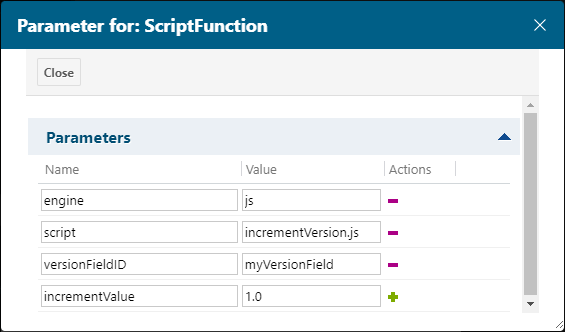 Parameter for: ScriptFunction
Close
Parameters
Name Value Actions
engine js
script incrementVersion.js
versionFieldID myVersionField
incrementValue 1.0